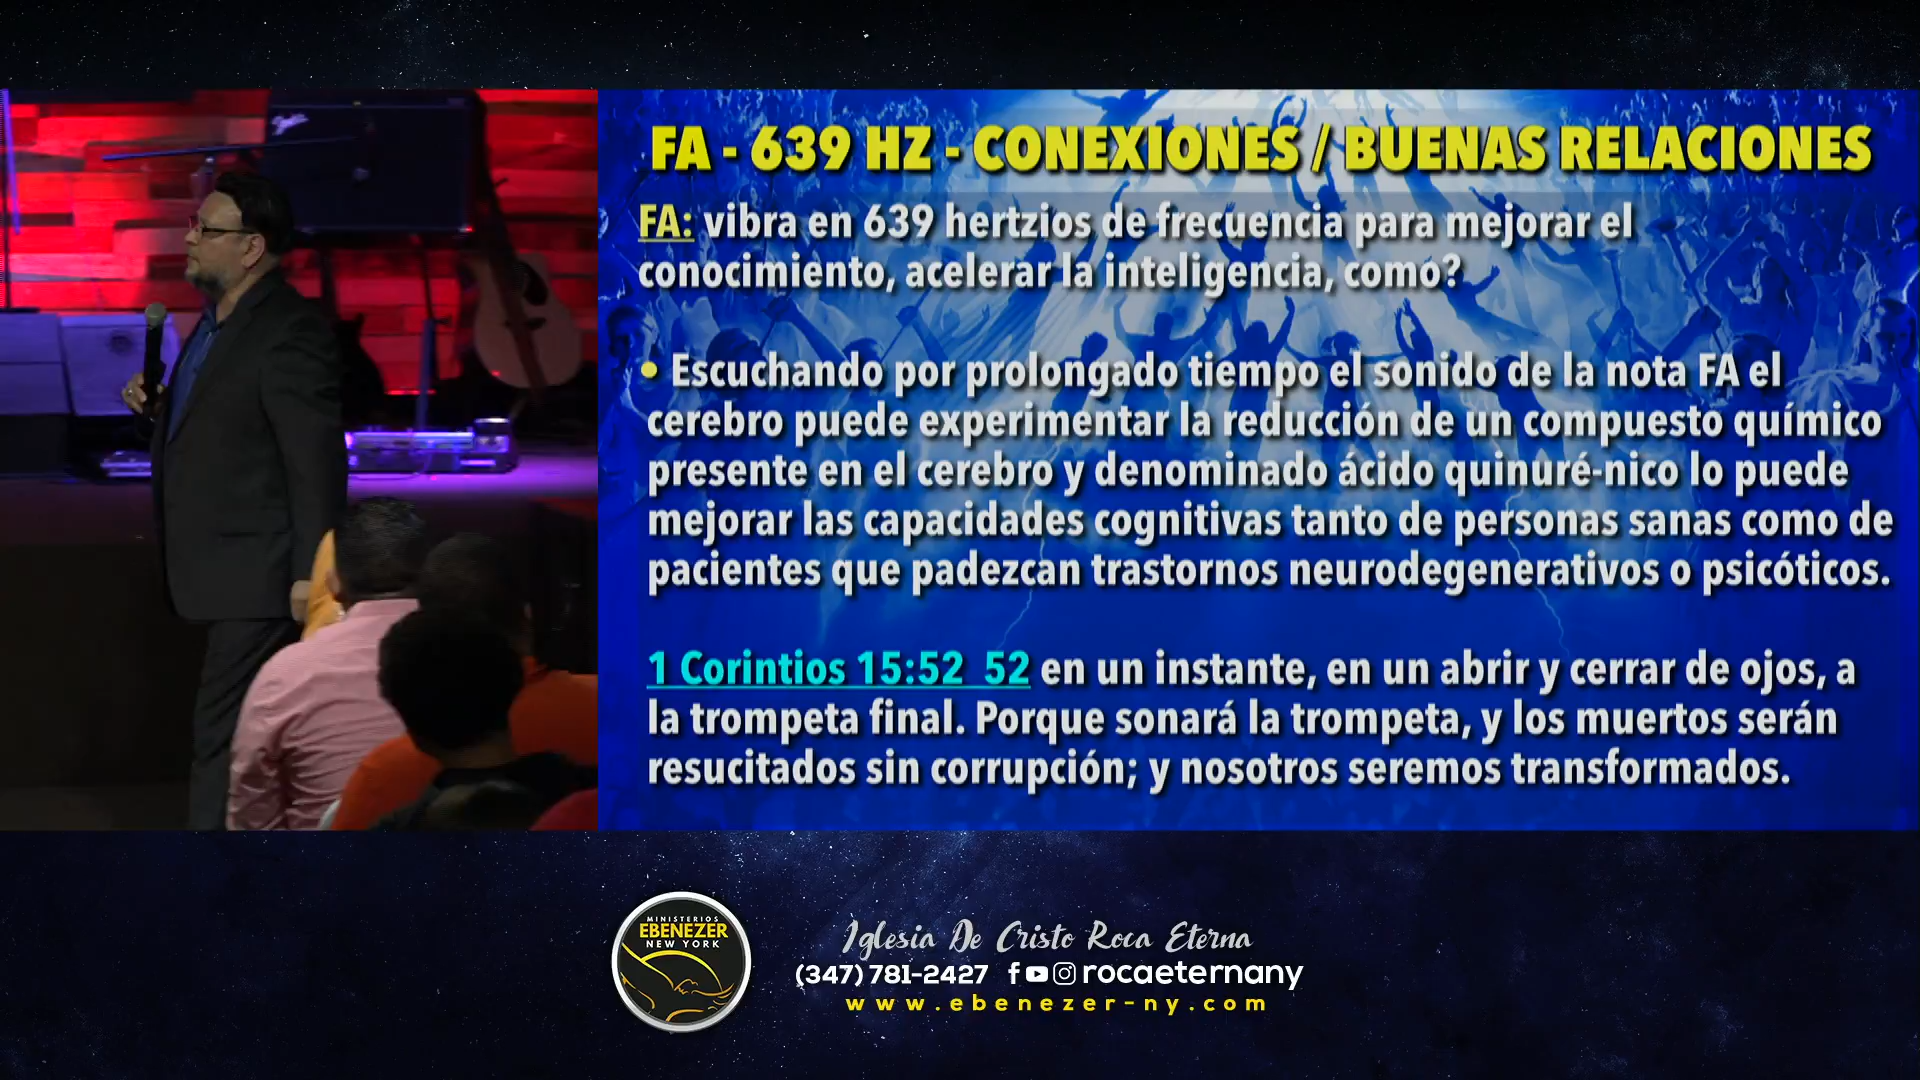 FA - 639 HZ - CONEXIONES / BUENAS RELACIONES
FA: vibra en 639 hertzios de frecuencia para mejorar el
conocimiento, acelerar la inteligencia, como?
• Escuchando por prolongado tiempo el sonido de la nota FA el
cerebro puede experimentar la reducción de un compuesto químico
presente en el cerebro y denominado ácido quinuré-nico lo puede
mejorar las capacidades cognitivas tanto de personas sanas como de
pacientes que padezcan trastornos neurodegenerativos o psicóticos.
1 Corintios 15:52 52 en un instante, en un abrir y cerrar de ojos, a
la trompeta final. Porque sonará la trompeta, y los muertos serán
resucitados sin corrupción; y nosotros seremos transformados.
MINISTERIOS
EBENEZER
NEW YORK
Iglesia De Cristo Roca Eterna
(347) 781-2427 rocaeternany
www.ebenezer-ny.com